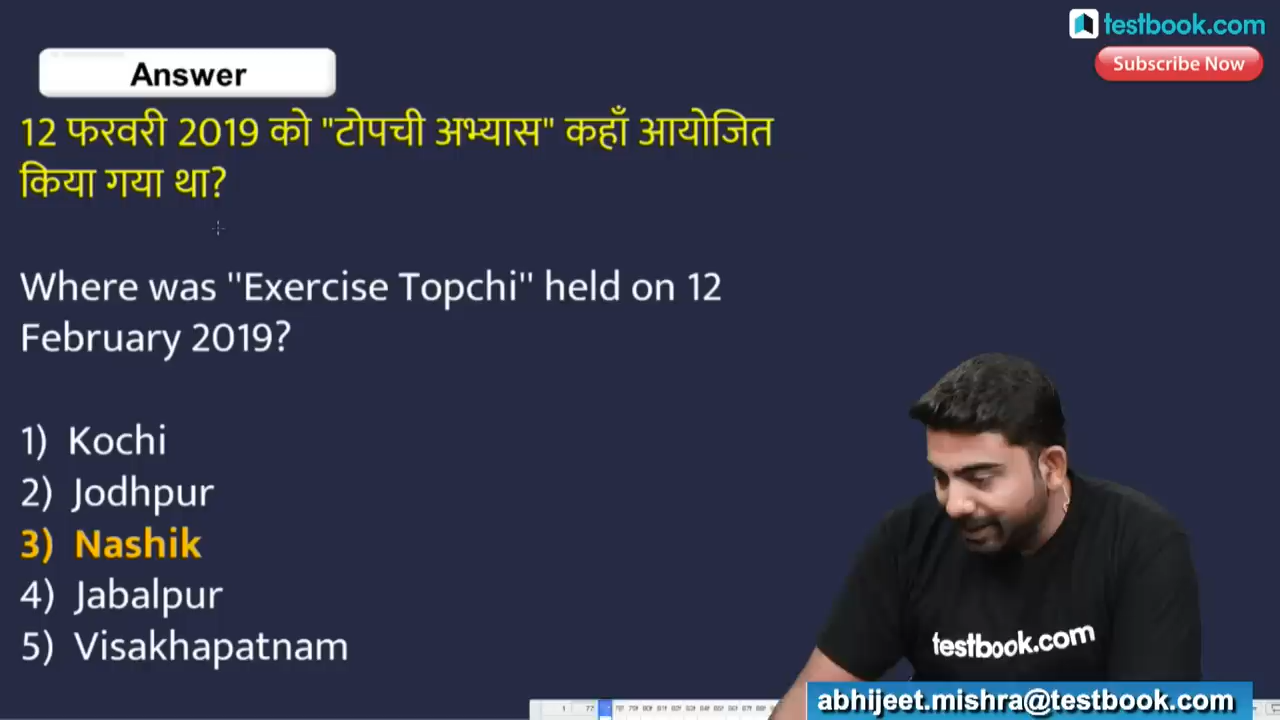 testbook.com
Subscribe Now
Answer
12 फरवरी 2019 को "टोपची अभ्यास" कहाँ आयोजित
किया गया था?
Where was "Exercise Topchi" held on 12
February 2019?
1) Kochi
2) Jodhpur
3) Nashik
4) Jabalpur
5) Visakhapatnam
testbook.com
abhijeet.mishra@testbook.com